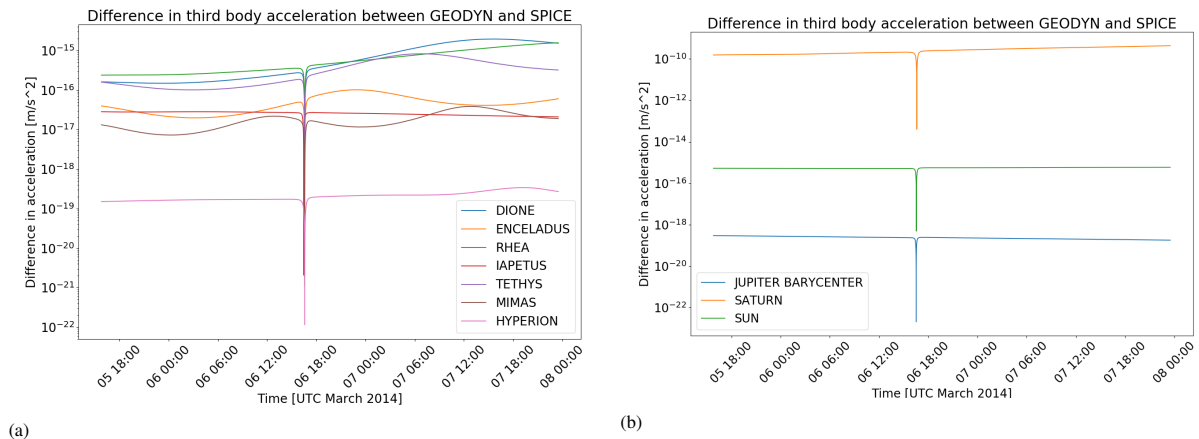 Difference in third body acceleration between GEODYN and SPICE
Difference in acceleration [m/s^2]
10^-15
10^-16
10^-17
10^-18
10^-19
10^-20
10^-21
10^-22
DIONE
ENCELADUS
RHEA
IAPETUS
TETHYS
MIMAS
HYPERION
05 18:00
06 00:00
06 06:00
06 12:00
06 18:00
07 00:00
07 06:00
07 12:00
07 18:00
08 00:00
Time [UTC March 2014]
(a)
Difference in third body acceleration between GEODYN and SPICE
Difference in acceleration [m/s^2]
10^-10
10^-12
10^-14
10^-16
10^-18
10^-20
10^-22
JUPITER BARYCENTER
SATURN
SUN
05 18:00
06 00:00
06 06:00
06 12:00
06 18:00
07 00:00
07 06:00
07 12:00
07 18:00
08 00:00
Time [UTC March 2014]
(b)